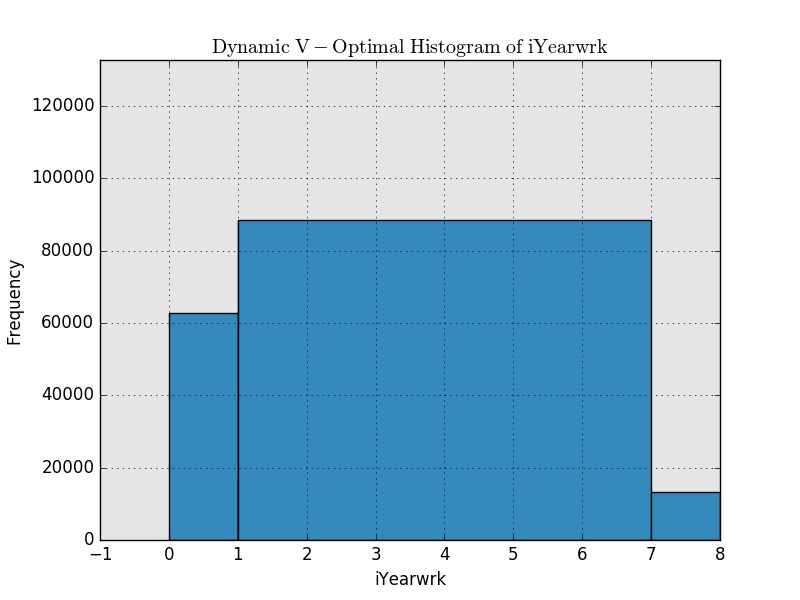 Dynamic V − Optimal Histogram of iYearwrk
120000
100000
80000
60000
40000
20000
0
Frequency
−1 0 1 2 3 4 5 6 7 8
iYearwrk